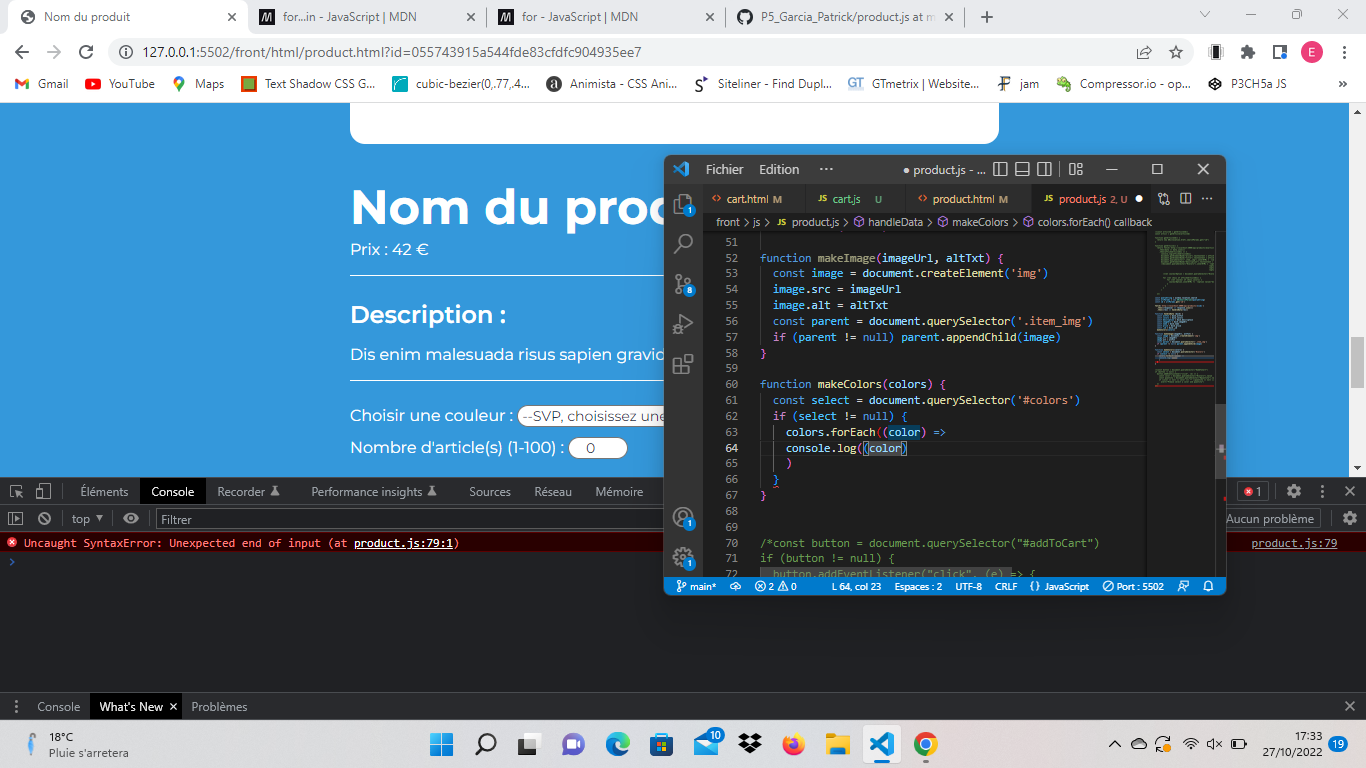 Nom du produit
for...in - JavaScript | MDN
for - JavaScript | MDN
P5_Garcia_Patrick/product.js at m
127.0.0.1:5502/front/html/product.html?id=055743915a544fde83cfdfc904935ee7
E
Gmail
YouTube
Maps
Text Shadow CSS G...
cubic-bezier(0,.77,.4...
Animista - CSS Ani...
Siteliner - Find Dupl...
GT GTmetrix | Website...
jam
Compressor.io - op...
P3CH5a JS
»
Nom du prod
Prix : 42 €
Description :
Dis enim malesuada risus sapien gravid
Choisir une couleur : --SVP, choisissez une
Nombre d'article(s) (1-100) : 0
Fichier Edition ··· ● product.js - ...
cart.html M
JS cart.js U
product.html M
JS product.js 2, U ●
front > js > JS product.js > handleData > makeColors > colors.forEach() callback
51
52 function makeImage(imageUrl, altTxt) {
53 const image = document.createElement('img')
54 image.src = imageUrl
55 image.alt = altTxt
56 const parent = document.querySelector('.item_img')
57 if (parent != null) parent.appendChild(image)
58 }
59
60 function makeColors(colors) {
61 const select = document.querySelector('#colors')
62 if (select != null) {
63 colors.forEach((color) =>
64 console.log((color)
65 )
66 }
67 }
68
69
70 /*const button = document.querySelector("#addToCart")
71 if (button != null) {
72 button.addEventListener("click", (e) => {
1
8
1
1
main* 2 0 L 64, col 23 Espaces : 2 UTF-8 CRLF {} JavaScript Port : 5502
Éléments Console Recorder Performance insights Sources Réseau Mémoire
1
top ▼ Filtrer
Aucun problème
Uncaught SyntaxError: Unexpected end of input (at product.js:79:1)
product.js:79
Console What's New Problèmes
18°C
Pluie s'arretera
10
17:33
27/10/2022
19